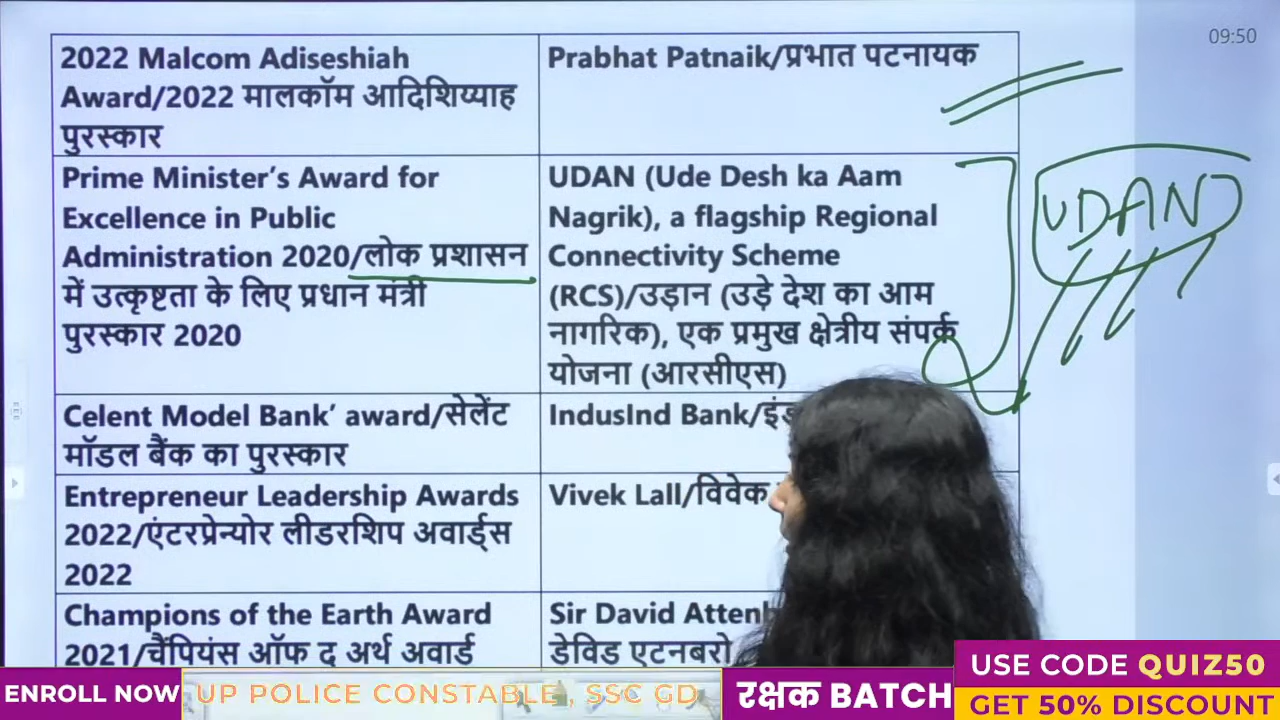 09:50
2022 Malcom Adiseshiah
Award/2022 मालकॉम आदिशिय्याह
पुरस्कार
Prabhat Patnaik/प्रभात पटनायक
Prime Minister's Award for
Excellence in Public
Administration 2020/लोक प्रशासन
में उत्कृष्टता के लिए प्रधान मंत्री
पुरस्कार 2020
UDAN (Ude Desh ka Aam
Nagrik), a flagship Regional
Connectivity Scheme
(RCS)/उड़ान (उड़े देश का आम
नागरिक), एक प्रमुख क्षेत्रीय संपर्क
योजना (आरसीएस)
UDAN
Celent Model Bank' award/सेलेंट
मॉडल बैंक का पुरस्कार
IndusInd Bank/
Entrepreneur Leadership Awards
2022/एंटरप्रेन्योर लीडरशिप अवार्ड्स
2022
Vivek Lall/विवेक
Champions of the Earth Award
2021/चैंपियंस ऑफ द अर्थ अवार्ड
Sir David
डेविड एटनबरो
ENROLL NOW
UP POLICE CONSTABLE, SSC GD
रक्षक BATCH
USE CODE QUIZ50
GET 50% DISCOUNT